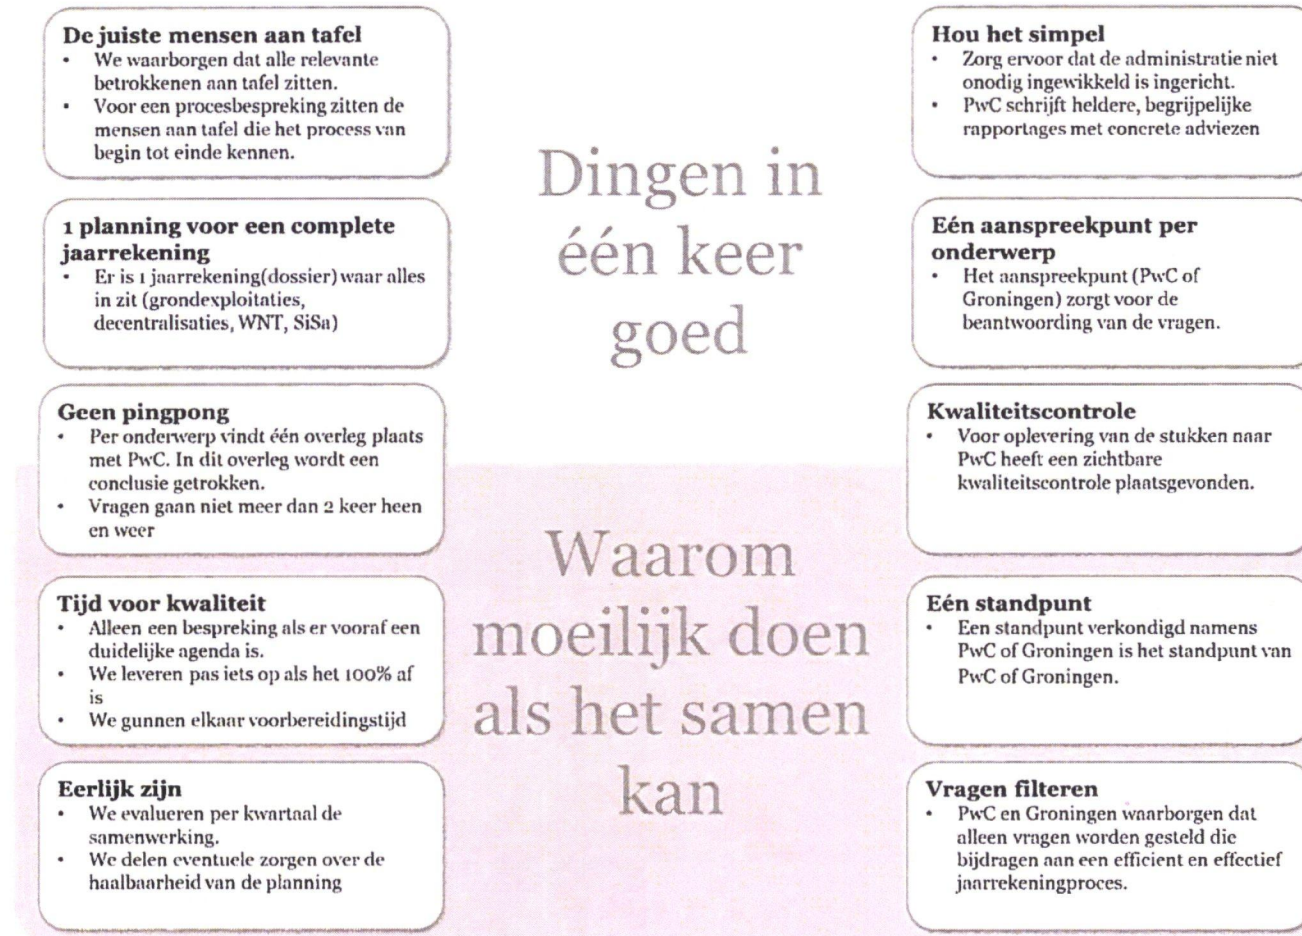 De juiste mensen aan tafel
• We waarborgen dat alle relevante
betrokkenen aan tafel zitten.
• Voor een procesbespreking zitten de
mensen aan tafel die het process van
begin tot einde kennen.
1 planning voor een complete
jaarrekening
• Er is 1 jaarrekening(dossier) waar alles
in zit (grondexploitaties,
decentralisaties, WNT, SiSa)
Geen pingpong
• Per onderwerp vindt één overleg plaats
met PwC. In dit overleg wordt een
conclusie getrokken.
• Vragen gaan niet meer dan 2 keer heen
en weer
Tijd voor kwaliteit
• Alleen een bespreking als er vooraf een
duidelijke agenda is.
• We leveren pas iets op als het 100% af
is
• We gunnen elkaar voorbereidingstijd
Eerlijk zijn
• We evalueren per kwartaal de
samenwerking.
• We delen eventuele zorgen over de
haalbaarheid van de planning
Dingen in
één keer
goed
Waarom
moeilijk doen
als het samen
kan
Hou het simpel
• Zorg ervoor dat de administratie niet
onodig ingewikkeld is ingericht.
• PwC schrijft heldere, begrijpelijke
rapportages met concrete adviezen
Eén aanspreekpunt per
onderwerp
• Het aanspreekpunt (PwC of
Groningen) zorgt voor de
beantwoording van de vragen.
Kwaliteitscontrole
• Voor oplevering van de stukken naar
PwC heeft een zichtbare
kwaliteitscontrole plaatsgevonden.
Eén standpunt
• Een standpunt verkondigd namens
PwC of Groningen is het standpunt van
PwC of Groningen.
Vragen filteren
• PwC en Groningen waarborgen dat
alleen vragen worden gesteld die
bijdragen aan een efficient en effectief
jaarrekeningproces.